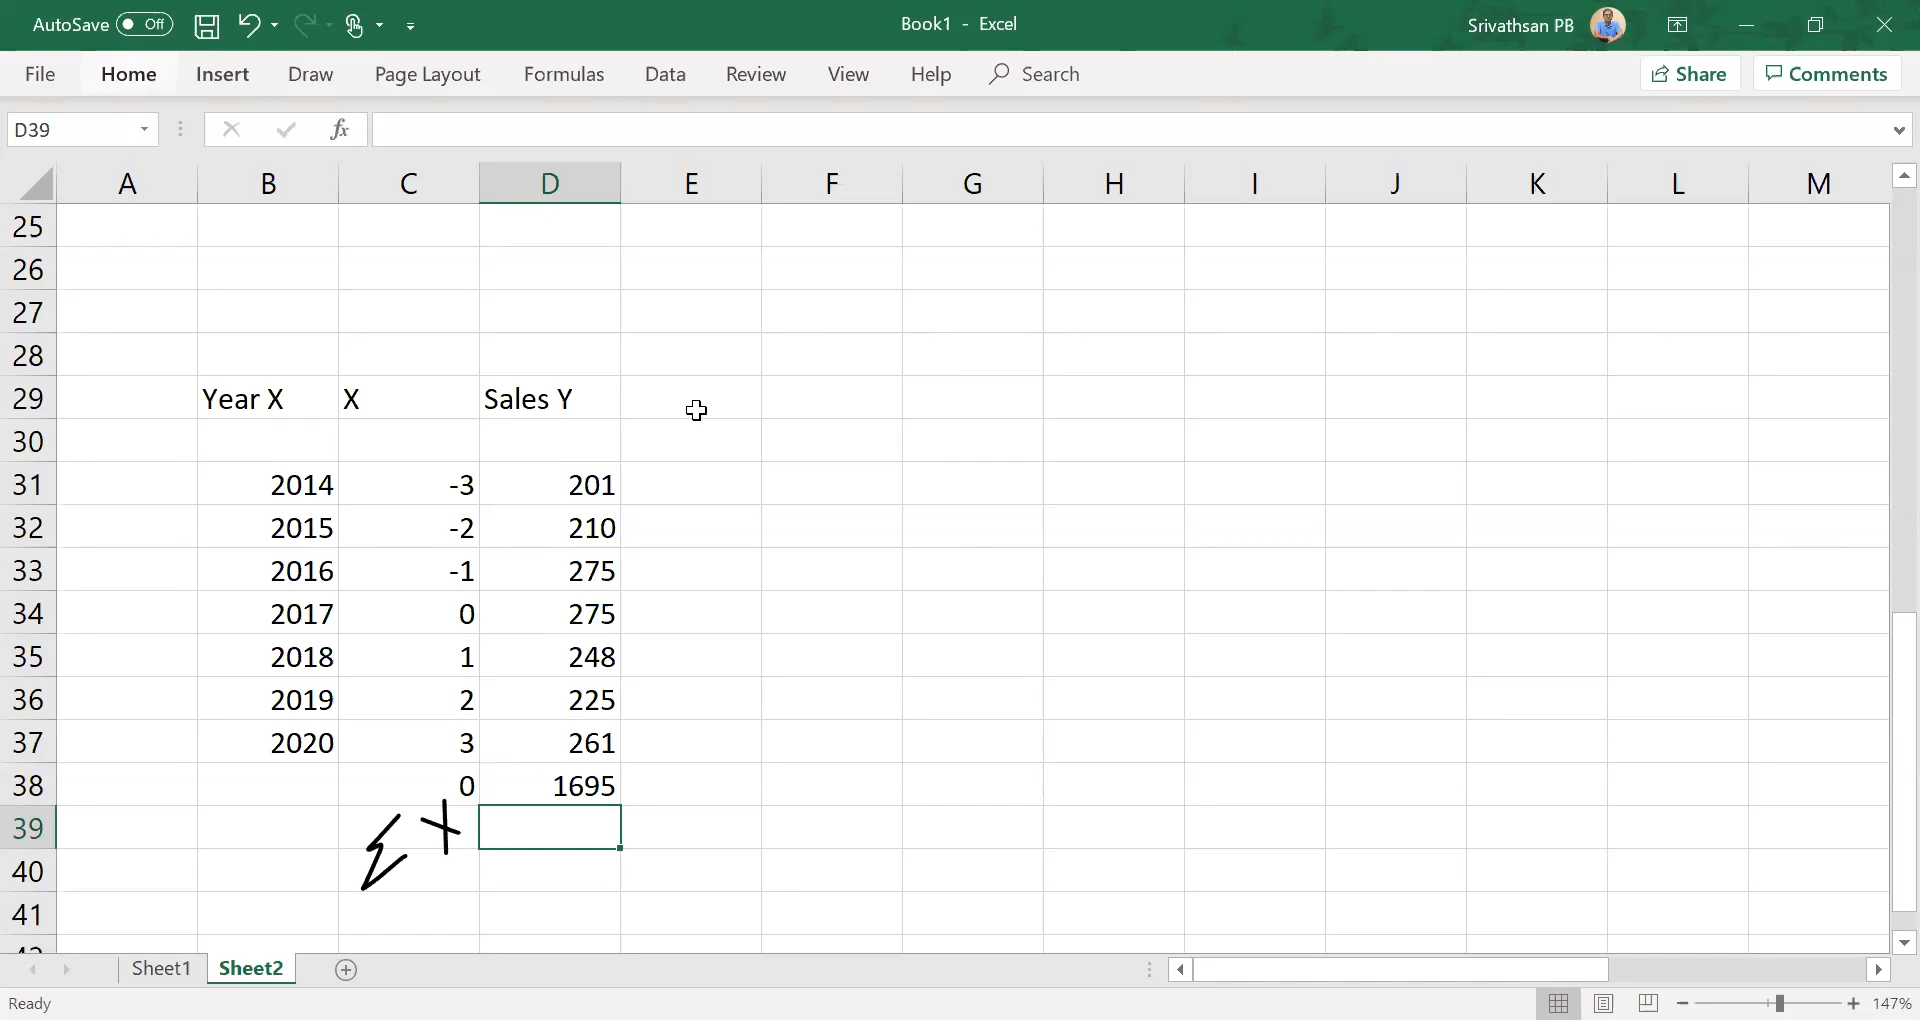 AutoSave Off Book1 - Excel Srivathsan PB
File Home Insert Draw Page Layout Formulas Data Review View Help Search Share Comments
D39 fx
A B C D E F G H I J K L M
25
26
27
28
29 Year X X Sales Y
30
31 2014 -3 201
32 2015 -2 210
33 2016 -1 275
34 2017 0 275
35 2018 1 248
36 2019 2 225
37 2020 3 261
38 0 1695
39 Σ X
40
41
42
Sheet1 Sheet2
Ready 147%